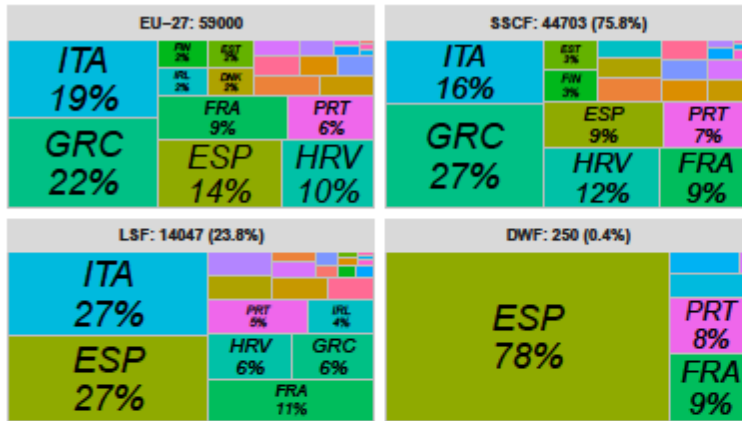 EU–27: 59000
ITA
19%
GRC
22%
FIN
2%
EST
2%
IRL
2%
DNK
2%
FRA
9%
PRT
6%
ESP
14%
HRV
10%
SSCF: 44703 (75.8%)
ITA
16%
GRC
27%
EST
3%
FIN
3%
ESP
9%
PRT
7%
HRV
12%
FRA
9%
LSF: 14047 (23.8%)
ITA
27%
ESP
27%
PRT
5%
IRL
4%
HRV
6%
GRC
6%
FRA
11%
DWF: 250 (0.4%)
ESP
78%
PRT
8%
FRA
9%